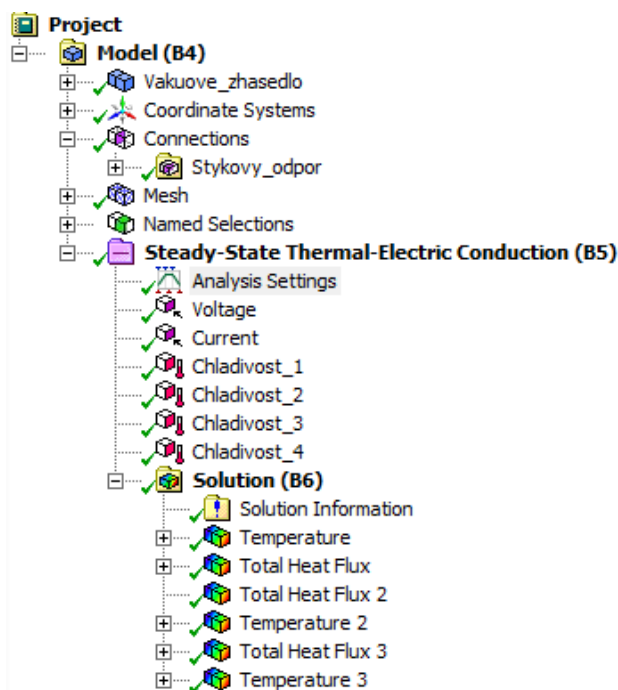 Project
Model (B4)
Vakuove_zhasedlo
Coordinate Systems
Connections
Stykovy_odpor
Mesh
Named Selections
Steady-State Thermal-Electric Conduction (B5)
Analysis Settings
Voltage
Current
Chladivost_1
Chladivost_2
Chladivost_3
Chladivost_4
Solution (B6)
Solution Information
Temperature
Total Heat Flux
Total Heat Flux 2
Temperature 2
Total Heat Flux 3
Temperature 3